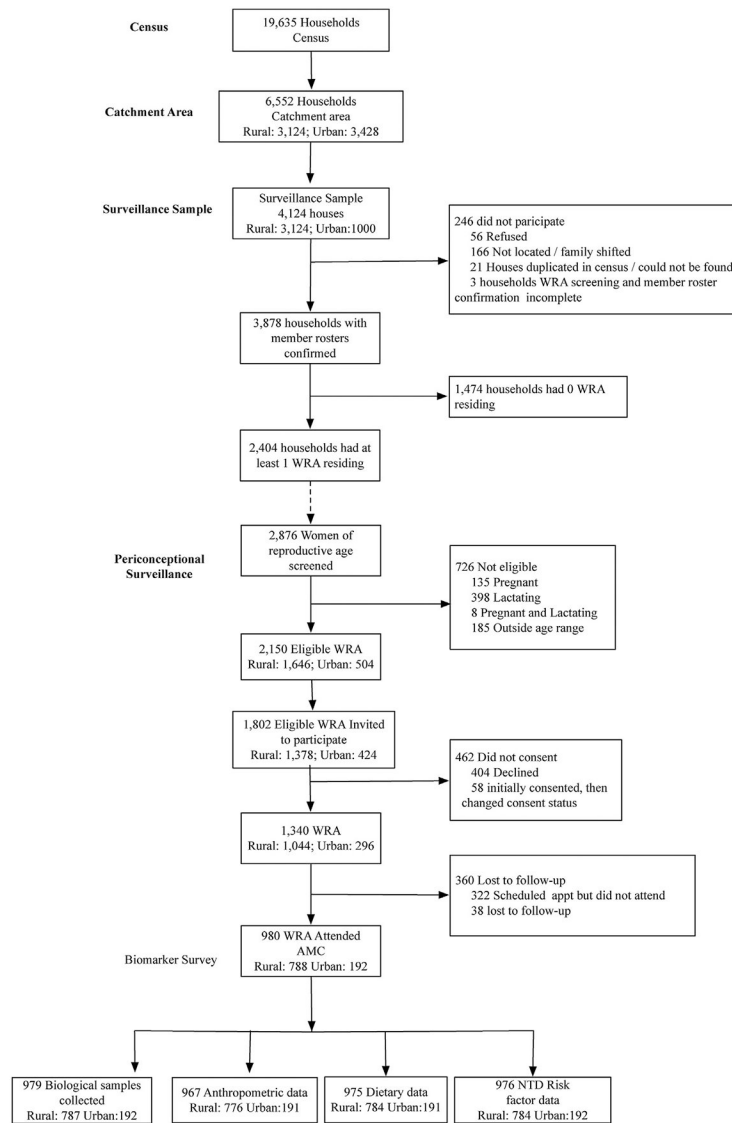 Census
19,635 Households
Census
Catchment Area
6,552 Households
Catchment area
Rural: 3,124; Urban: 3,428
Surveillance Sample
Surveillance Sample
4,124 houses
Rural: 3,124; Urban:1000
246 did not paricipate
56 Refused
166 Not located / family shifted
21 Houses duplicated in census / could not be found
3 households WRA screening and member roster
confirmation incomplete
3,878 households with
member rosters
confirmed
1,474 households had 0 WRA
residing
2,404 households had at
least 1 WRA residing
Periconceptional
Surveillance
2,876 Women of
reproductive age
screened
726 Not eligible
135 Pregnant
398 Lactating
8 Pregnant and Lactating
185 Outside age range
2,150 Eligible WRA
Rural: 1,646; Urban: 504
1,802 Eligible WRA Invited
to participate
Rural: 1,378; Urban: 424
462 Did not consent
404 Declined
58 initially consented, then
changed consent status
1,340 WRA
Rural: 1,044; Urban: 296
360 Lost to follow-up
322 Scheduled appt but did not attend
38 lost to follow-up
Biomarker Survey
980 WRA Attended
AMC
Rural: 788 Urban: 192
979 Biological samples
collected
Rural: 787 Urban:192
967 Anthropometric data
Rural: 776 Urban:191
975 Dietary data
Rural: 784 Urban:191
976 NTD Risk
factor data
Rural: 784 Urban: 192